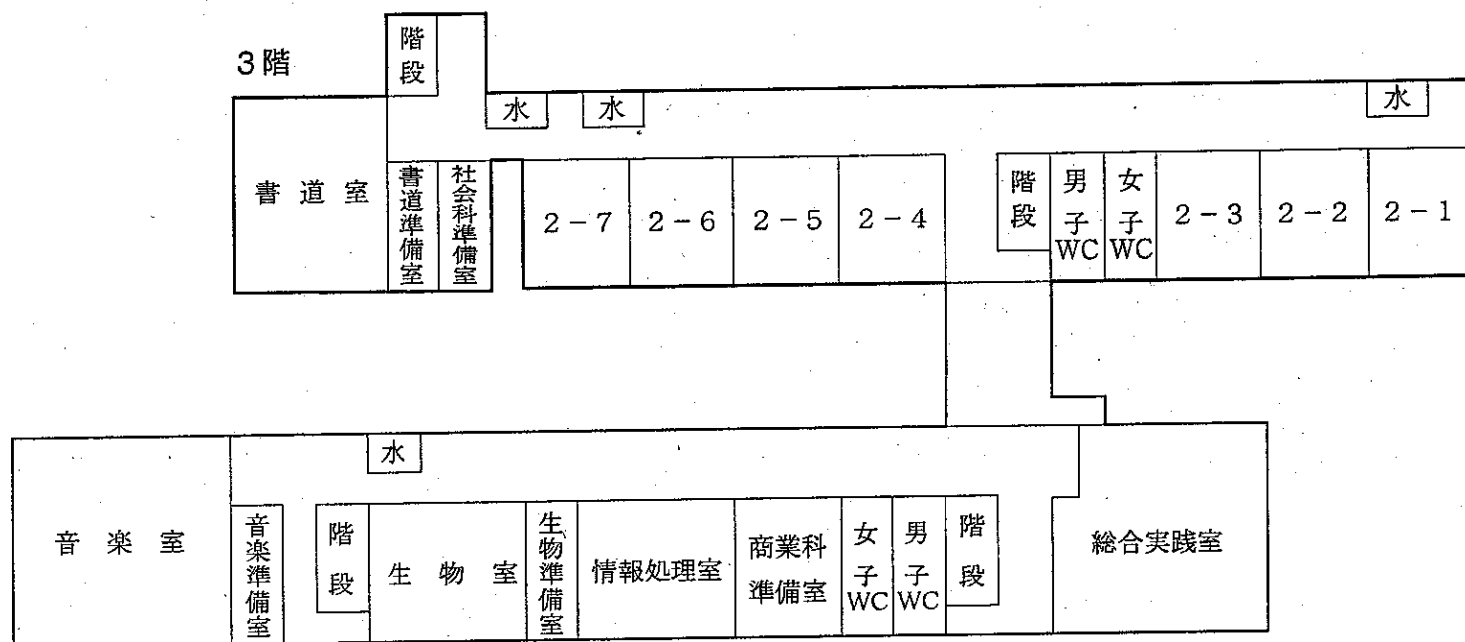 3階
階段
水
水
水
書道室
書道準備室
社会科準備室
2-7
2-6
2-5
2-4
階段
男子WC
女子WC
2-3
2-2
2-1
水
音楽室
音楽準備室
階段
生物室
生物準備室
情報処理室
商業科
準備室
女子WC
男子WC
階段
総合実践室